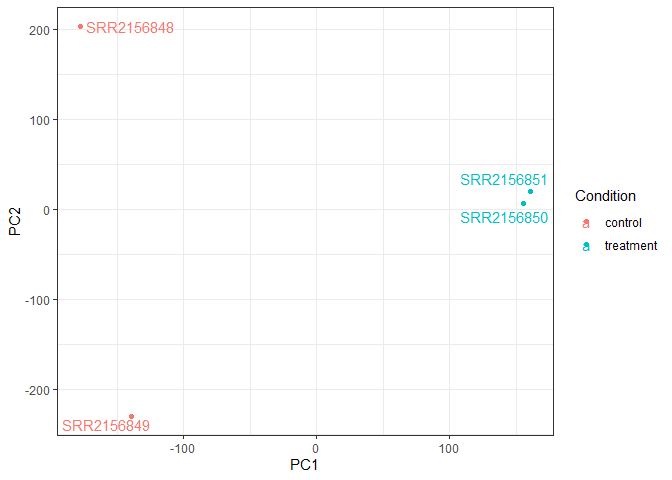 200
SRR2156848
100
SRR2156851
PC2
0
SRR2156850
-100
-200
SRR2156849
-100
0
100
PC1
Condition
a control
a treatment